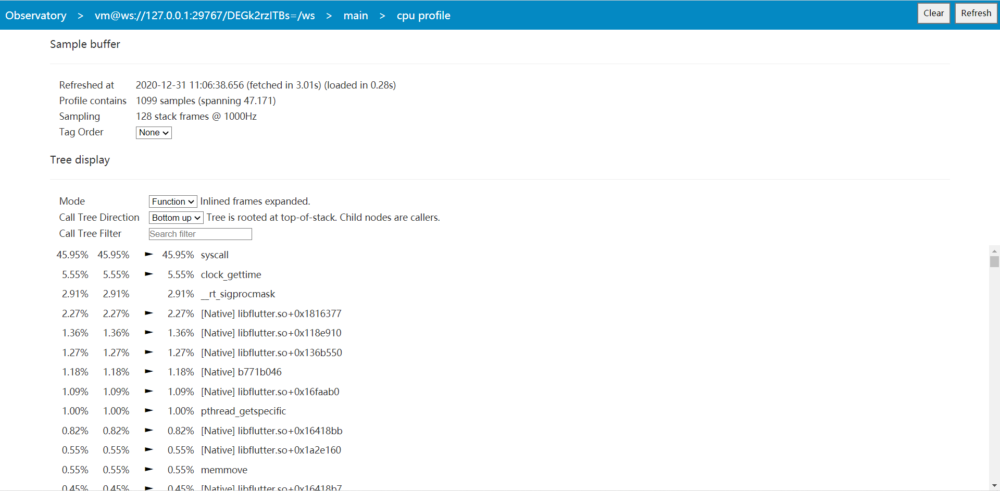 Observatory > vm@ws://127.0.0.1:29767/DEGk2rzITBs=/ws > main > cpu profile Clear Refresh
Sample buffer
Refreshed at 2020-12-31 11:06:38.656 (fetched in 3.01s) (loaded in 0.28s)
Profile contains 1099 samples (spanning 47.171)
Sampling 128 stack frames @ 1000Hz
Tag Order None
Tree display
Mode Function Inlined frames expanded.
Call Tree Direction Bottom up Tree is rooted at top-of-stack. Child nodes are callers.
Call Tree Filter Search filter
45.95% 45.95% ► 45.95% syscall
5.55% 5.55% ► 5.55% clock_gettime
2.91% 2.91% 2.91% __rt_sigprocmask
2.27% 2.27% ► 2.27% [Native] libflutter.so+0x1816377
1.36% 1.36% ► 1.36% [Native] libflutter.so+0x118e910
1.27% 1.27% ► 1.27% [Native] libflutter.so+0x136b550
1.18% 1.18% ► 1.18% [Native] b771b046
1.09% 1.09% ► 1.09% [Native] libflutter.so+0x16faab0
1.00% 1.00% ► 1.00% pthread_getspecific
0.82% 0.82% ► 0.82% [Native] libflutter.so+0x16418bb
0.55% 0.55% ► 0.55% [Native] libflutter.so+0x1a2e160
0.55% 0.55% ► 0.55% memmove
0.45% 0.45% ► 0.45% [Native] libflutter.so+0x16418b7